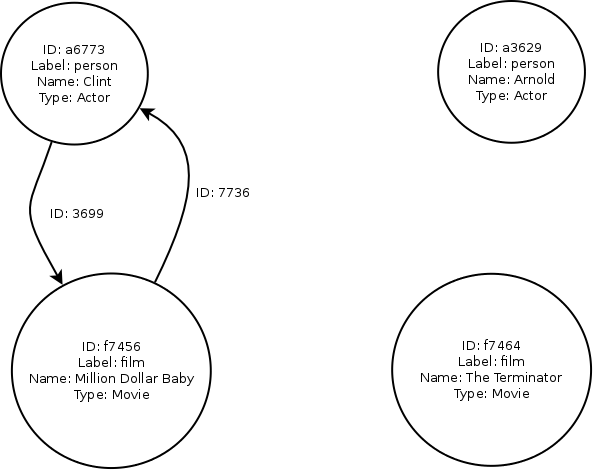 ID: a6773
Label: person
Name: Clint
Type: Actor
ID: a3629
Label: person
Name: Arnold
Type: Actor
ID: 7736
ID: 3699
ID: f7456
Label: film
Name: Million Dollar Baby
Type: Movie
ID: f7464
Label: film
Name: The Terminator
Type: Movie